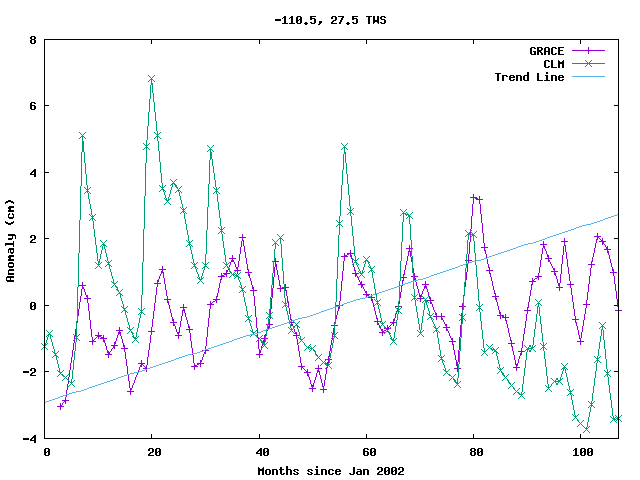 -110.5, 27.5 TWS
GRACE
CLM
Trend Line
8
6
4
2
0
-2
-4
Anomaly (cm)
0 20 40 60 80 100
Months since Jan 2002